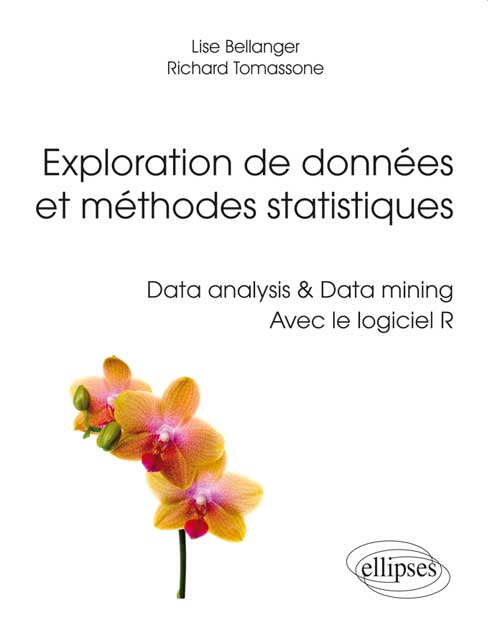 Lise Bellanger
Richard Tomassone
Exploration de données
et méthodes statistiques
Data analysis & Data mining
Avec le logiciel R
ellipses